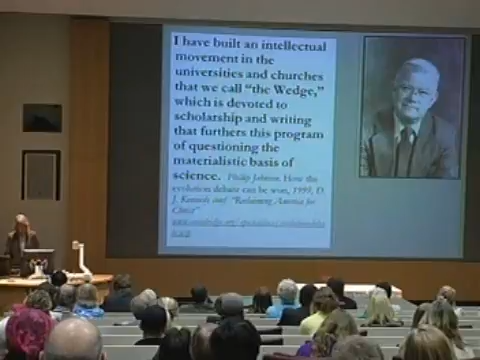 I have built an intellectual
movement in the
universities and churches
that we call “the Wedge,”
which is devoted to
scholarship and writing
that furthers this program
of questioning the
materialistic basis of
science. Phillip Johnson. How the
evolution debate can be won, 1999, D.
J. Kennedy and “Reclaiming America for
Christ”